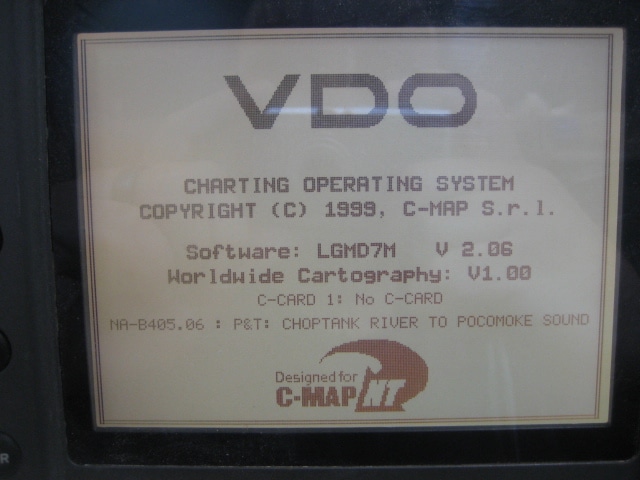 VDO
CHARTING OPERATING SYSTEM
COPYRIGHT (C) 1999, C-MAP S.r.l.
Software: LGMD7M V 2.06
Worldwide Cartography: V1.00
C-CARD 1: No C-CARD
NA-B405.06 : P&T: CHOPTANK RIVER TO POCOMOKE SOUND
Designed for
C-MAP NT
R